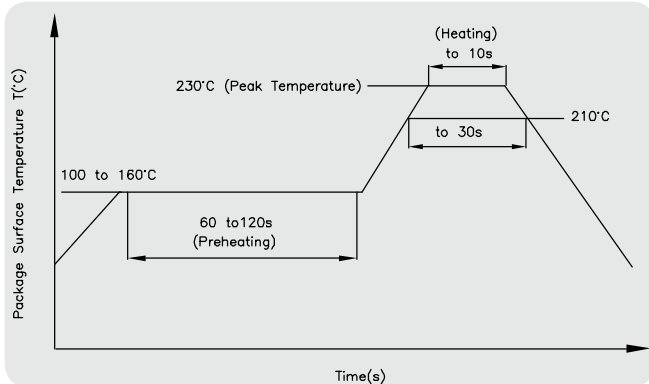 (Heating)
to 10s
230°C (Peak Temperature)
210°C
to 30s
100 to 160°C
60 to120s
(Preheating)
Package Surface Temperature T(°C)
Time(s)